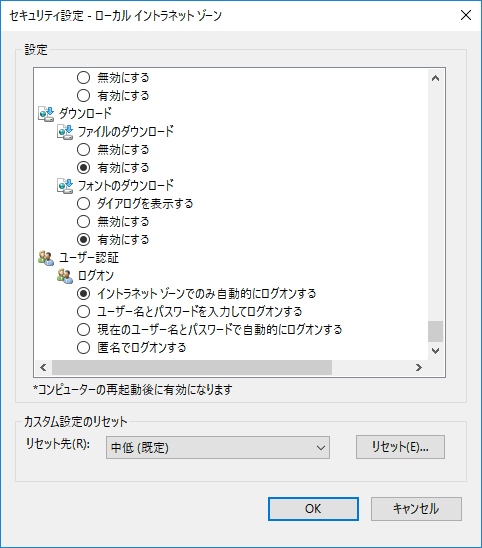 セキュリティ設定 - ローカル イントラネット ゾーン
設定
無効にする
有効にする
ダウンロード
ファイルのダウンロード
無効にする
有効にする
フォントのダウンロード
ダイアログを表示する
無効にする
有効にする
ユーザー認証
ログオン
イントラネット ゾーンでのみ自動的にログオンする
ユーザー名とパスワードを入力してログオンする
現在のユーザー名とパスワードで自動的にログオンする
匿名でログオンする
*コンピューターの再起動後に有効になります
カスタム設定のリセット
リセット先(R): 中低 (既定) リセット(E)...
OK キャンセル